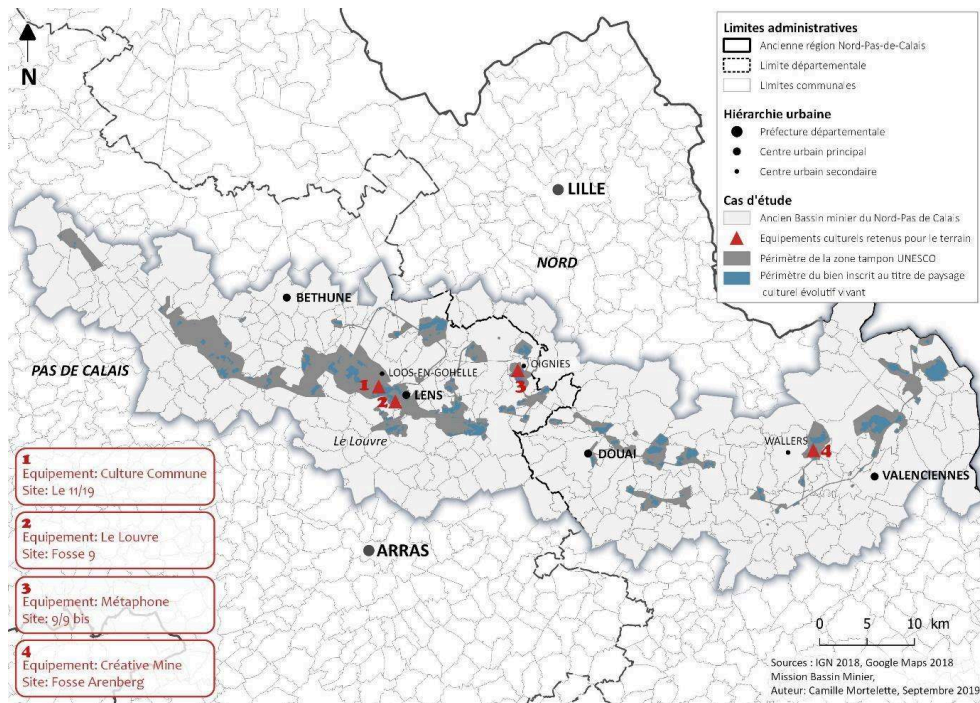 N
Limites administratives
Ancienne région Nord-Pas-de-Calais
Limite départementale
Limites communales
Hiérarchie urbaine
Préfecture départementale
Centre urbain principal
Centre urbain secondaire
Cas d'étude
Ancien Bassin minier du Nord-Pas de Calais
Equipements culturels retenus pour le terrain
Périmètre de la zone tampon UNESCO
Périmètre du bien inscrit au titre de paysage
culturel évolutif vivant
LILLE
NORD
BETHUNE
PAS DE CALAIS
LOOS-EN-GOHELLE
OIGNIES
1
2
LENS
3
Le Louvre
DOUAI
WALLERS
4
VALENCIENNES
ARRAS
1
Equipement: Culture Commune
Site: Le 11/19
2
Equipement: Le Louvre
Site: Fosse 9
3
Equipement: Métaphone
Site: 9/9 bis
4
Equipement: Créative Mine
Site: Fosse Arenberg
0 5 10 km
Sources : IGN 2018, Google Maps 2018
Mission Bassin Minier,
Auteur: Camille Mortelette, Septembre 2019